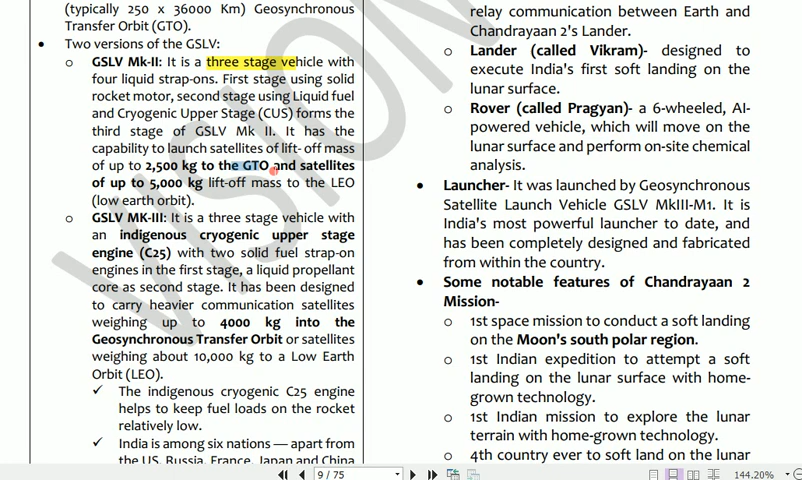 (typically 250 x 36000 Km) Geosynchronous
Transfer Orbit (GTO).
• Two versions of the GSLV:
o GSLV Mk-II: It is a three stage vehicle with
four liquid strap-ons. First stage using solid
rocket motor, second stage using Liquid fuel
and Cryogenic Upper Stage (CUS) forms the
third stage of GSLV Mk II. It has the
capability to launch satellites of lift- off mass
of up to 2,500 kg to the GTO and satellites
of up to 5,000 kg lift-off mass to the LEO
(low earth orbit).
o GSLV MK-III: It is a three stage vehicle with
an indigenous cryogenic upper stage
engine (C25) with two solid fuel strap-on
engines in the first stage, a liquid propellant
core as second stage. It has been designed
to carry heavier communication satellites
weighing up to 4000 kg into the
Geosynchronous Transfer Orbit or satellites
weighing about 10,000 kg to a Low Earth
Orbit (LEO).
✓ The indigenous cryogenic C25 engine
helps to keep fuel loads on the rocket
relatively low.
✓ India is among six nations — apart from
the US, Russia, France, Japan and China
relay communication between Earth and
Chandrayaan 2's Lander.
o Lander (called Vikram)- designed to
execute India's first soft landing on the
lunar surface.
o Rover (called Pragyan)- a 6-wheeled, AI-
powered vehicle, which will move on the
lunar surface and perform on-site chemical
analysis.
• Launcher- It was launched by Geosynchronous
Satellite Launch Vehicle GSLV MkIII-M1. It is
India's most powerful launcher to date, and
has been completely designed and fabricated
from within the country.
• Some notable features of Chandrayaan 2
Mission-
o 1st space mission to conduct a soft landing
on the Moon's south polar region.
o 1st Indian expedition to attempt a soft
landing on the lunar surface with home-
grown technology.
o 1st Indian mission to explore the lunar
terrain with home-grown technology.
o 4th country ever to soft land on the lunar
VISION
9 / 75
144.20%